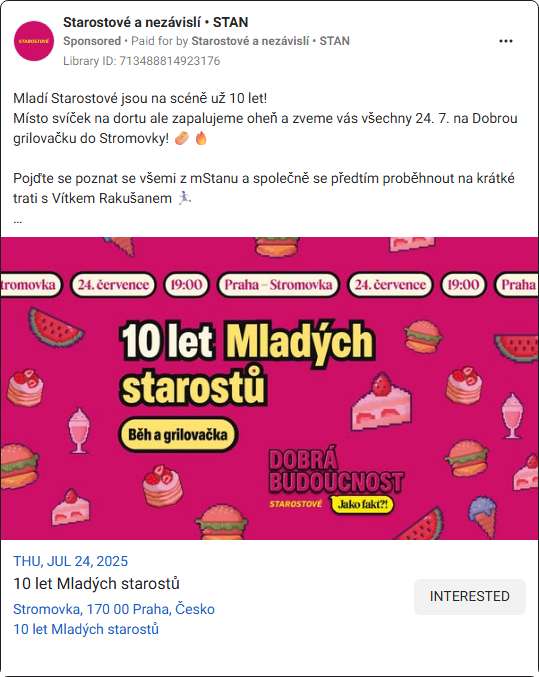 Starostové a nezávislí • STAN
STAROSTOVÉ
Sponsored • Paid for by Starostové a nezávislí • STAN
Library ID: 713488814923176
Mladí Starostové jsou na scéně už 10 let!
Místo svíček na dortu ale zapalujeme oheň a zveme vás všechny 24. 7. na Dobrou
grilovačku do Stromovky! 🥔 🔥
Pojďte se poznat se všemi z mStanu a společně se předtím proběhnout na krátké
trati s Vítkem Rakušanem 🏃‍♀️
...
tromovka 24. července 19:00 Praha – Stromovka 24. července 19:00 Praha
10 let Mladých
starostů
Běh a grilovačka
DOBRÁ
BUDOUCNOST
STAROSTOVÉ Jako fakt?!
THU, JUL 24, 2025
10 let Mladých starostů
Stromovka, 170 00 Praha, Česko
10 let Mladých starostů
INTERESTED